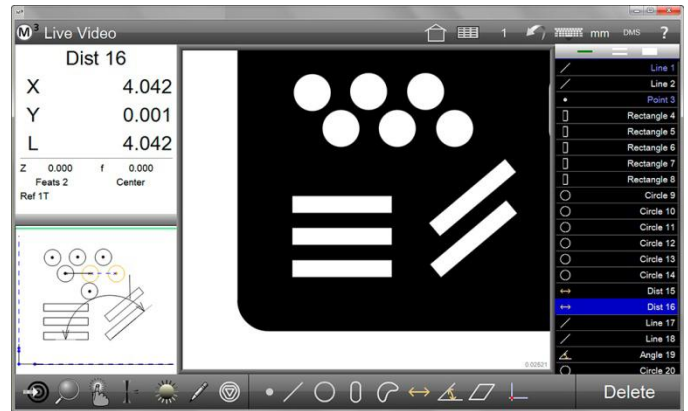 M³ Live Video
1
mm
DMS
?
Dist 16
X 4.042
Y 0.001
L 4.042
Z 0.000 f 0.000
Feats 2 Center
Ref 1T
Line 1
Line 2
Point 3
Rectangle 4
Rectangle 5
Rectangle 6
Rectangle 7
Rectangle 8
Circle 9
Circle 10
Circle 11
Circle 12
Circle 13
Circle 14
Dist 15
Dist 16
Line 17
Line 18
Angle 19
Circle 20
0.02821
Delete